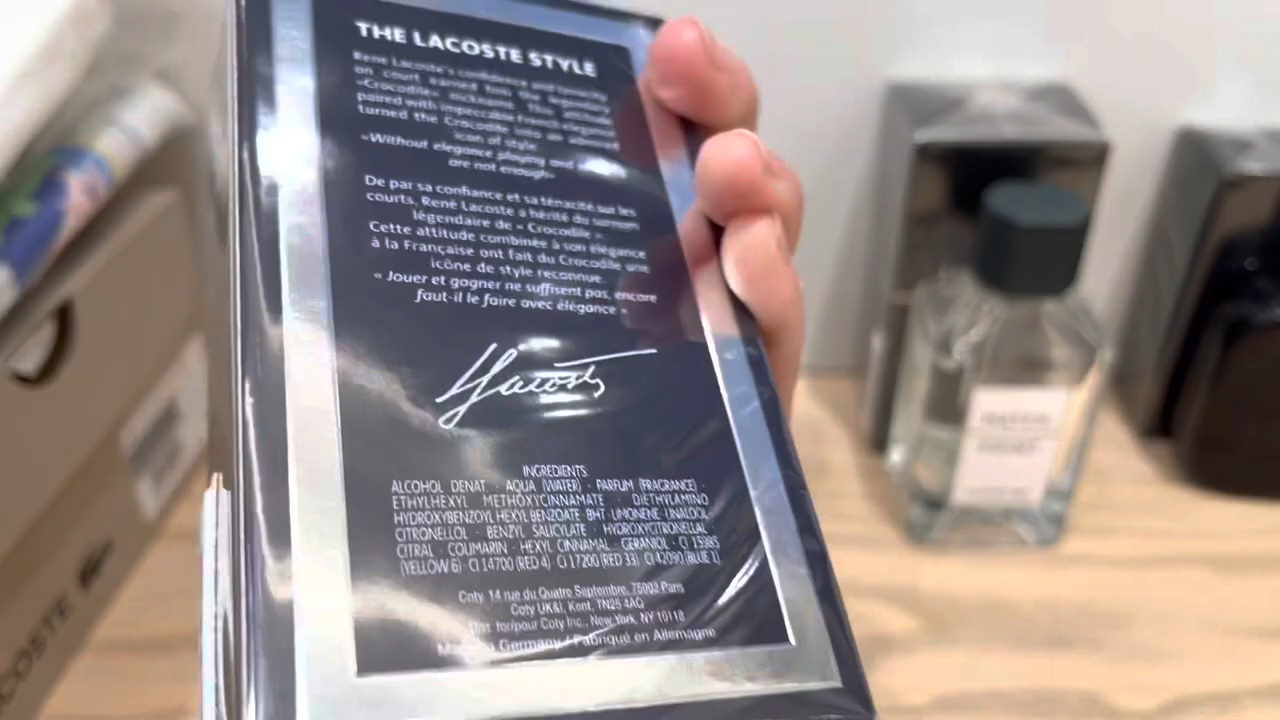 THE LACOSTE STYLE
René Lacoste's confidence and tenacity
on court earned him the legendary
«Crocodile» nickname. This attitude
paired with impeccable French elegance
turned the Crocodile into an admired
icon of style.
«Without elegance playing and
are not enough»
De par sa confiance et sa ténacité sur les
courts, René Lacoste a hérité du surnom
légendaire de « Crocodile ».
Cette attitude combinée à son élégance
à la Française ont fait du Crocodile une
icône de style reconnue.
« Jouer et gagner ne suffisent pas, encore
faut-il le faire avec élégance »
Lacoste
INGREDIENTS
ALCOHOL DENAT. · AQUA (WATER) · PARFUM (FRAGRANCE) ·
ETHYLHEXYL METHOXYCINNAMATE · DIETHYLAMINO
HYDROXYBENZOYL HEXYL BENZOATE · BHT · LIMONENE · LINALOOL ·
CITRONELLOL · BENZYL SALICYLATE · HYDROXYCITRONELLAL ·
CITRAL · COUMARIN · HEXYL CINNAMAL · GERANIOL · CI 15985
(YELLOW 6) · CI 14700 (RED 4) · CI 17200 (RED 33) · CI 42090 (BLUE 1)
Coty, 14 rue du Quatre Septembre, 75002 Paris
Coty UK&I, Kent, TN25 4AQ
Dist. for/pour Coty Inc., New York, NY 10118
Made in Germany / Fabriqué en Allemagne
COSTE